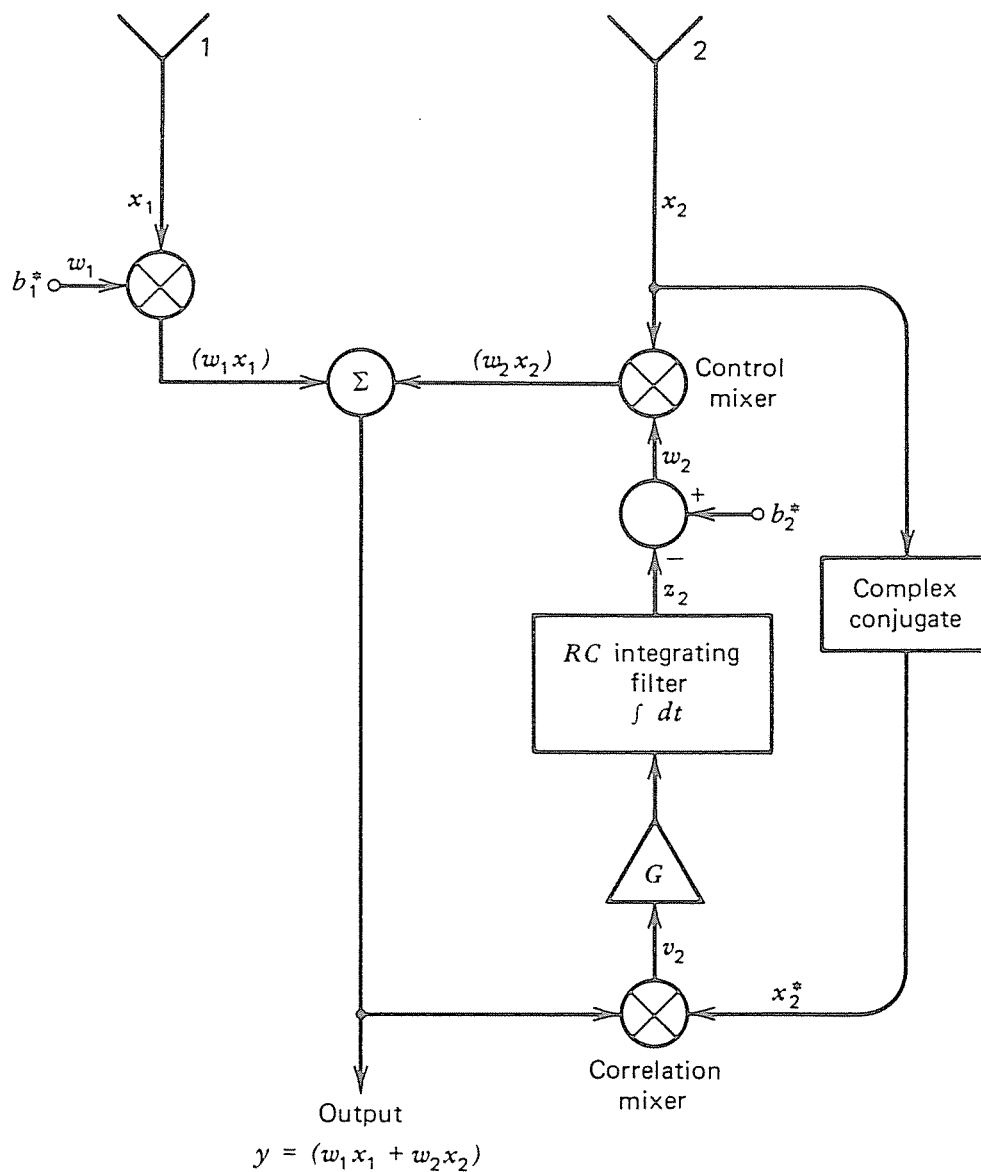 1
2
x₁
x₂
b₁* w₁
(w₁x₁)
Σ
(w₂x₂)
Control
mixer
w₂
+
b₂*
−
z₂
Complex
conjugate
RC integrating
filter
∫ dt
G
v₂
x₂*
Correlation
mixer
Output
y = (w₁x₁ + w₂x₂)